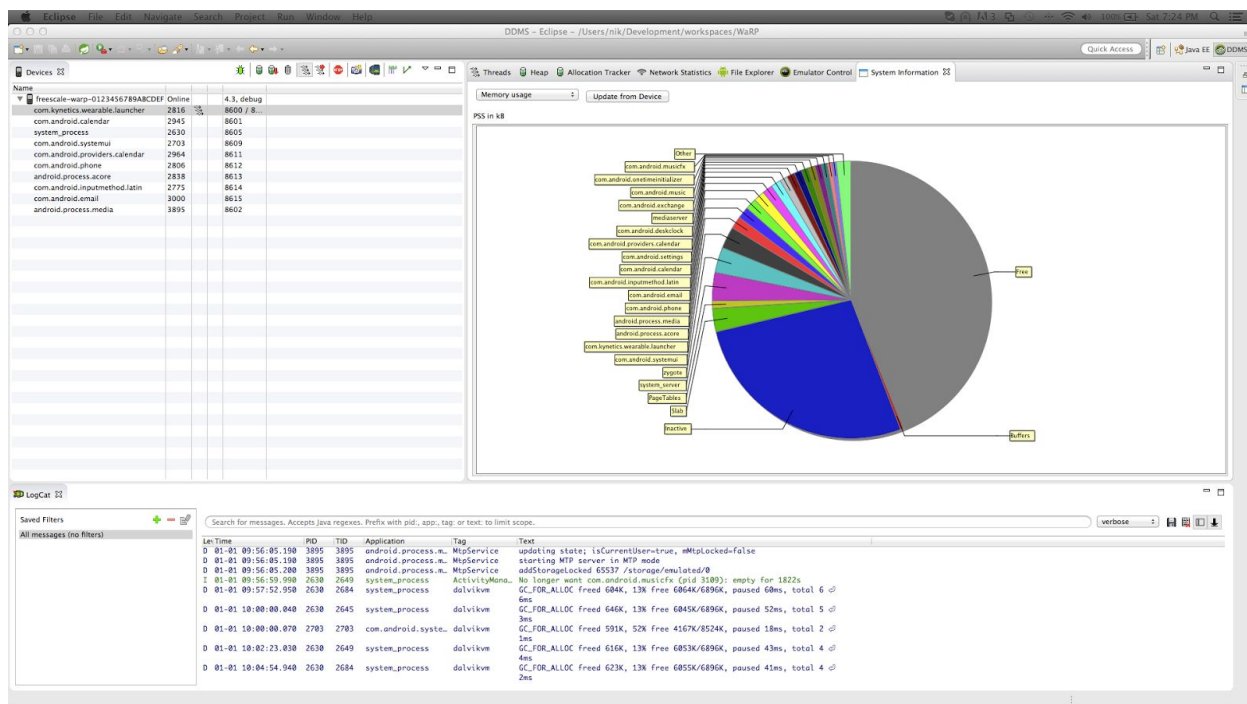 Eclipse File Edit Navigate Search Project Run Window Help
100% Sat 7:24 PM
DDMS – Eclipse – /Users/nik/Development/workspaces/WaRP
Quick Access Java EE DDMS
Devices
Threads Heap Allocation Tracker Network Statistics File Explorer Emulator Control System Information
Name
freescale-warp-0123456789ABCDEF Online 4.3, debug
com.kynetics.wearable.launcher 2816 8600 / 8...
com.android.calendar 2945 8601
system_process 2630 8605
com.android.systemui 2703 8609
com.android.providers.calendar 2964 8611
com.android.phone 2806 8612
android.process.acore 2838 8613
com.android.inputmethod.latin 2775 8614
com.android.email 3000 8615
android.process.media 3895 8602
Memory usage Update from Device
PSS in kB
Other
com.android.musicfx
com.android.onetimeinitializer
com.android.music
com.android.exchange
mediaserver
com.android.deskclock
com.android.providers.calendar
com.android.settings
com.android.calendar
com.android.inputmethod.latin
com.android.email
com.android.phone
android.process.media
android.process.acore
com.kynetics.wearable.launcher
com.android.systemui
zygote
system_server
PageTables
Slab
Inactive
Free
Buffers
LogCat
Saved Filters
All messages (no filters)
Search for messages. Accepts Java regexes. Prefix with pid:, app:, tag: or text: to limit scope.
verbose
Le Time PID TID Application Tag Text
D 01-01 09:56:05.190 3895 3895 android.process.m… MtpService updating state; isCurrentUser=true, mMtpLocked=false
D 01-01 09:56:05.190 3895 3895 android.process.m… MtpService starting MTP server in MTP mode
D 01-01 09:56:05.200 3895 3895 android.process.m… MtpService addStorageLocked 65537 /storage/emulated/0
I 01-01 09:56:59.990 2630 2649 system_process ActivityMana… No longer want com.android.musicfx (pid 3109): empty for 1822s
D 01-01 09:57:52.950 2630 2684 system_process dalvikvm GC_FOR_ALLOC freed 604K, 13% free 6064K/6896K, paused 60ms, total 6
6ms
D 01-01 10:00:00.040 2630 2645 system_process dalvikvm GC_FOR_ALLOC freed 646K, 13% free 6045K/6896K, paused 52ms, total 5
3ms
D 01-01 10:00:00.070 2703 2703 com.android.syste… dalvikvm GC_FOR_ALLOC freed 591K, 52% free 4167K/8524K, paused 18ms, total 2
1ms
D 01-01 10:02:23.030 2630 2649 system_process dalvikvm GC_FOR_ALLOC freed 616K, 13% free 6053K/6896K, paused 43ms, total 4
4ms
D 01-01 10:04:54.940 2630 2684 system_process dalvikvm GC_FOR_ALLOC freed 623K, 13% free 6055K/6896K, paused 41ms, total 4
2ms